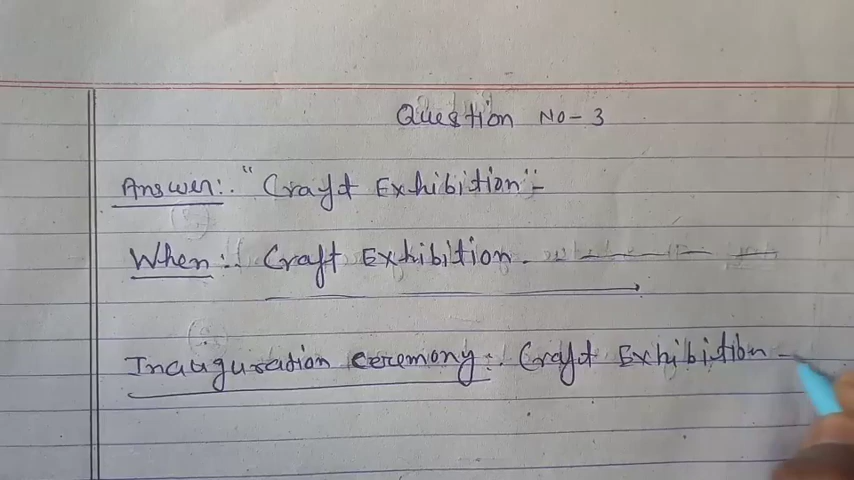 Question No-3
Answer:- "Craft Exhibition":-
When:- Craft Exhibition.
Inauguration ceremony:- Craft Exhibition -